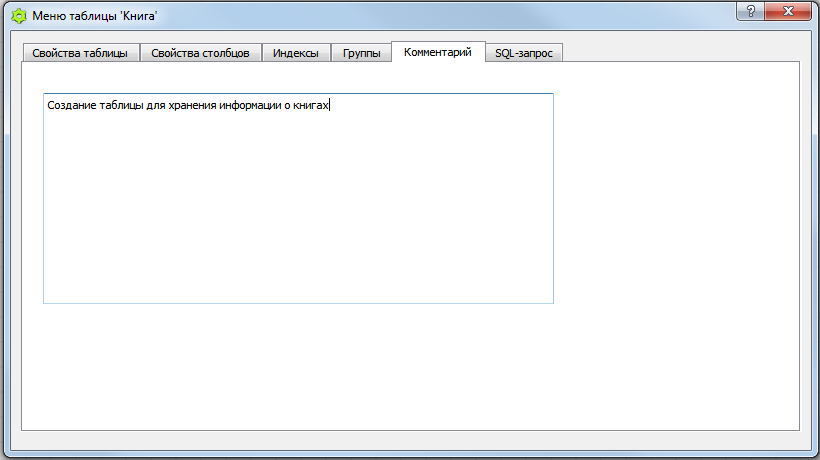 Меню таблицы 'Книга'
Свойства таблицы
Свойства столбцов
Индексы
Группы
Комментарий
SQL-запрос
Создание таблицы для хранения информации о книгах